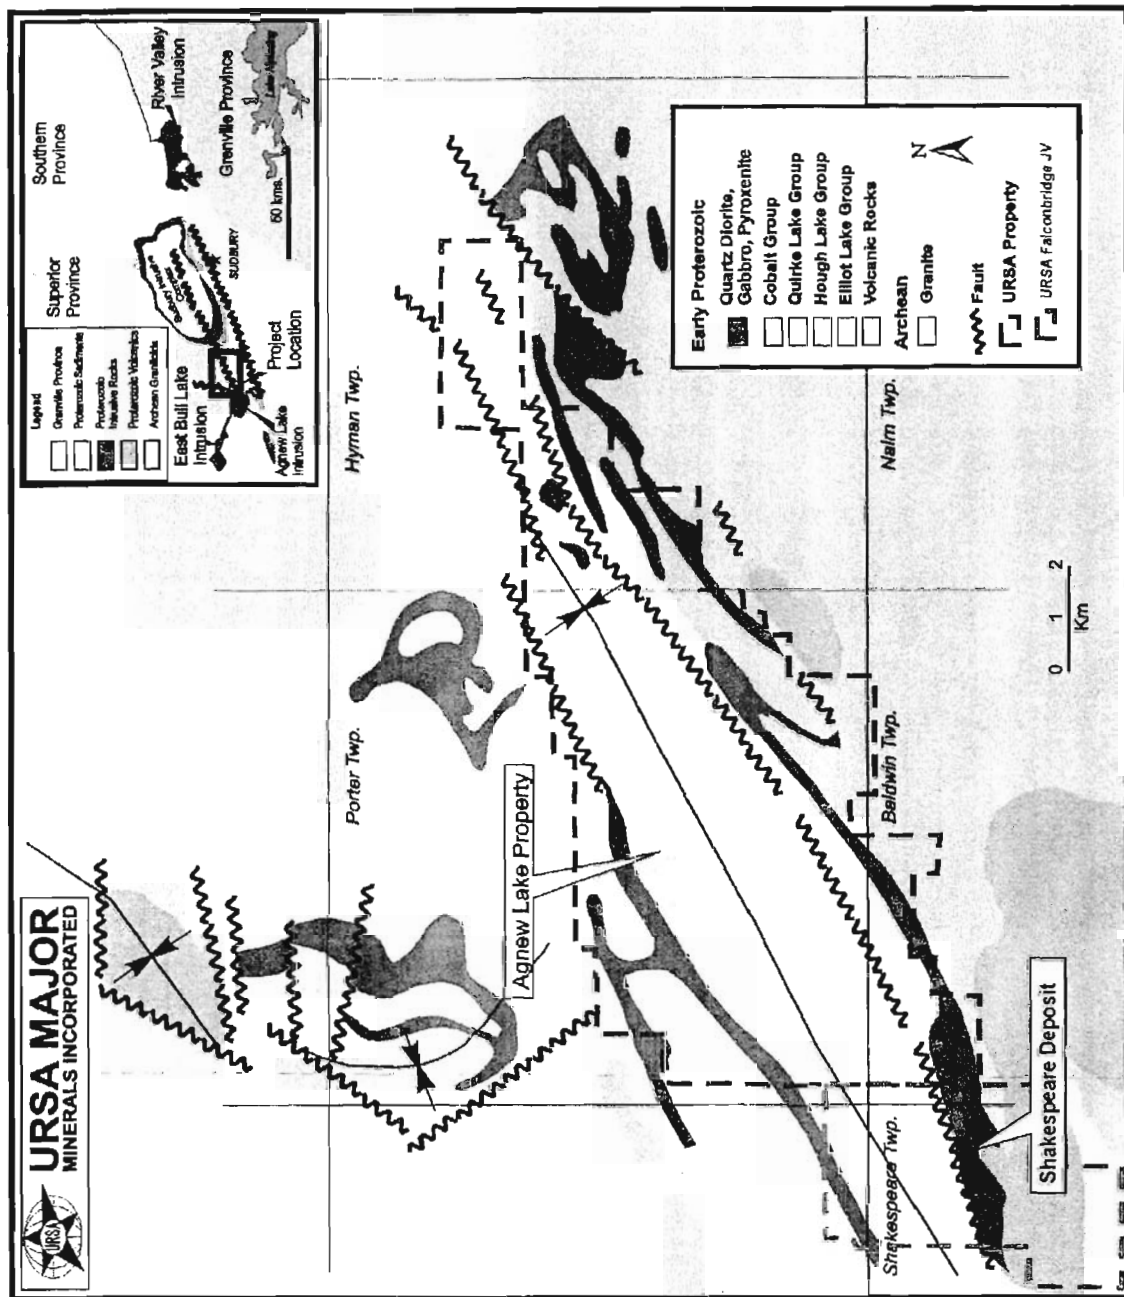 URSA
URSA MAJOR
MINERALS INCORPORATED
Legend
Grenville Province
Proterozoic Sediments
Proterozoic
Intrusive Rocks
Proterozoic Volcanics
Archean Granitoids
Superior
Province
Southern
Province
River Valley
Intrusion
Grenville Province
SUDBURY
East Bull Lake
Intrusion
Agnew Lake
Intrusion
Project
Location
60 kms.
Porter Twp.
Hyman Twp.
Agnew Lake Property
Shakespeare Twp.
Baldwin Twp.
Nairn Twp.
Shakespeare Deposit
0 1 2
Km
Early Proterozoic
Quartz Diorite,
Gabbro, Pyroxenite
Cobalt Group
Quirke Lake Group
Hough Lake Group
Elliot Lake Group
Volcanic Rocks
Archean
Granite
N
Fault
URSA Property
URSA Falconbridge JV